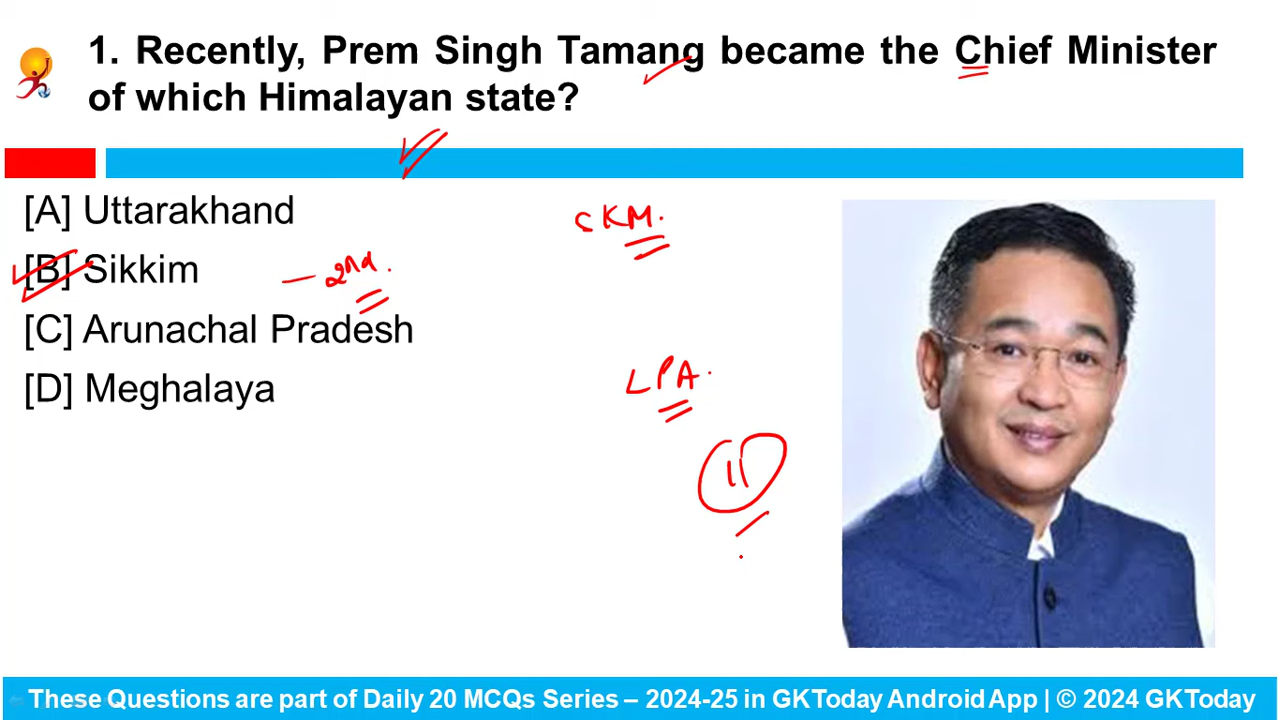 1. Recently, Prem Singh Tamang became the Chief Minister
of which Himalayan state?
[A] Uttarakhand
SKM.
[B] Sikkim
– 2nd.
[C] Arunachal Pradesh
LPA.
[D] Meghalaya
11
These Questions are part of Daily 20 MCQs Series – 2024-25 in GKToday Android App | © 2024 GKToday